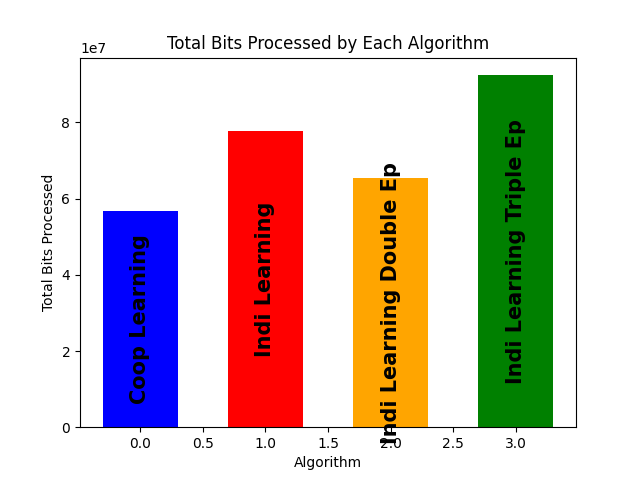 Total Bits Processed by Each Algorithm
1e7
Total Bits Processed
8
6
4
2
0
Coop Learning
Indi Learning
Indi Learning Double Ep
Indi Learning Triple Ep
0.0 0.5 1.0 1.5 2.0 2.5 3.0
Algorithm